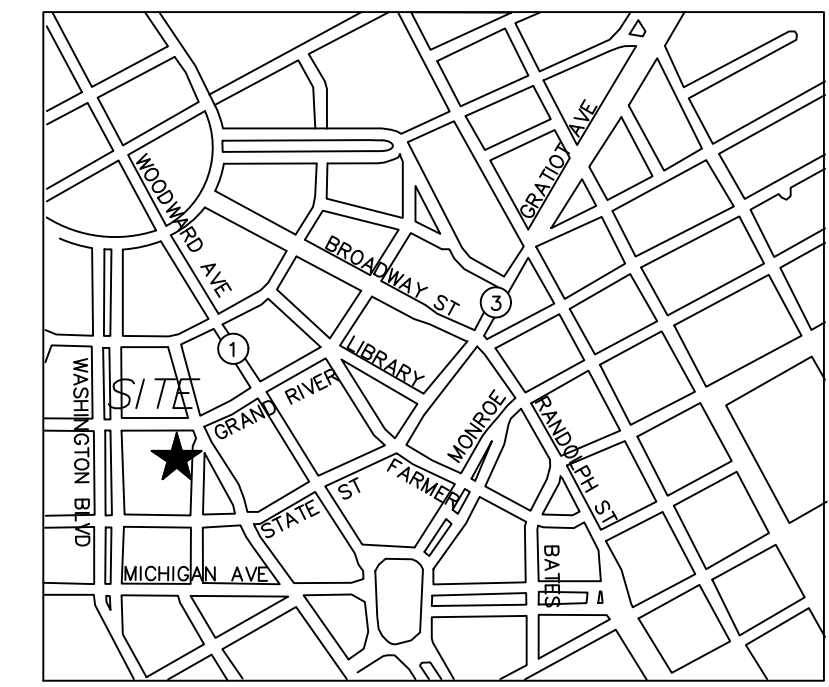 GRATIOT AVE
WOODWARD AVE
BROADWAY ST
3
1
LIBRARY
WASHINGTON BLVD
SITE
GRAND RIVER
MONROE
RANDOLPH ST
FARMER
STATE ST
BATES
MICHIGAN AVE